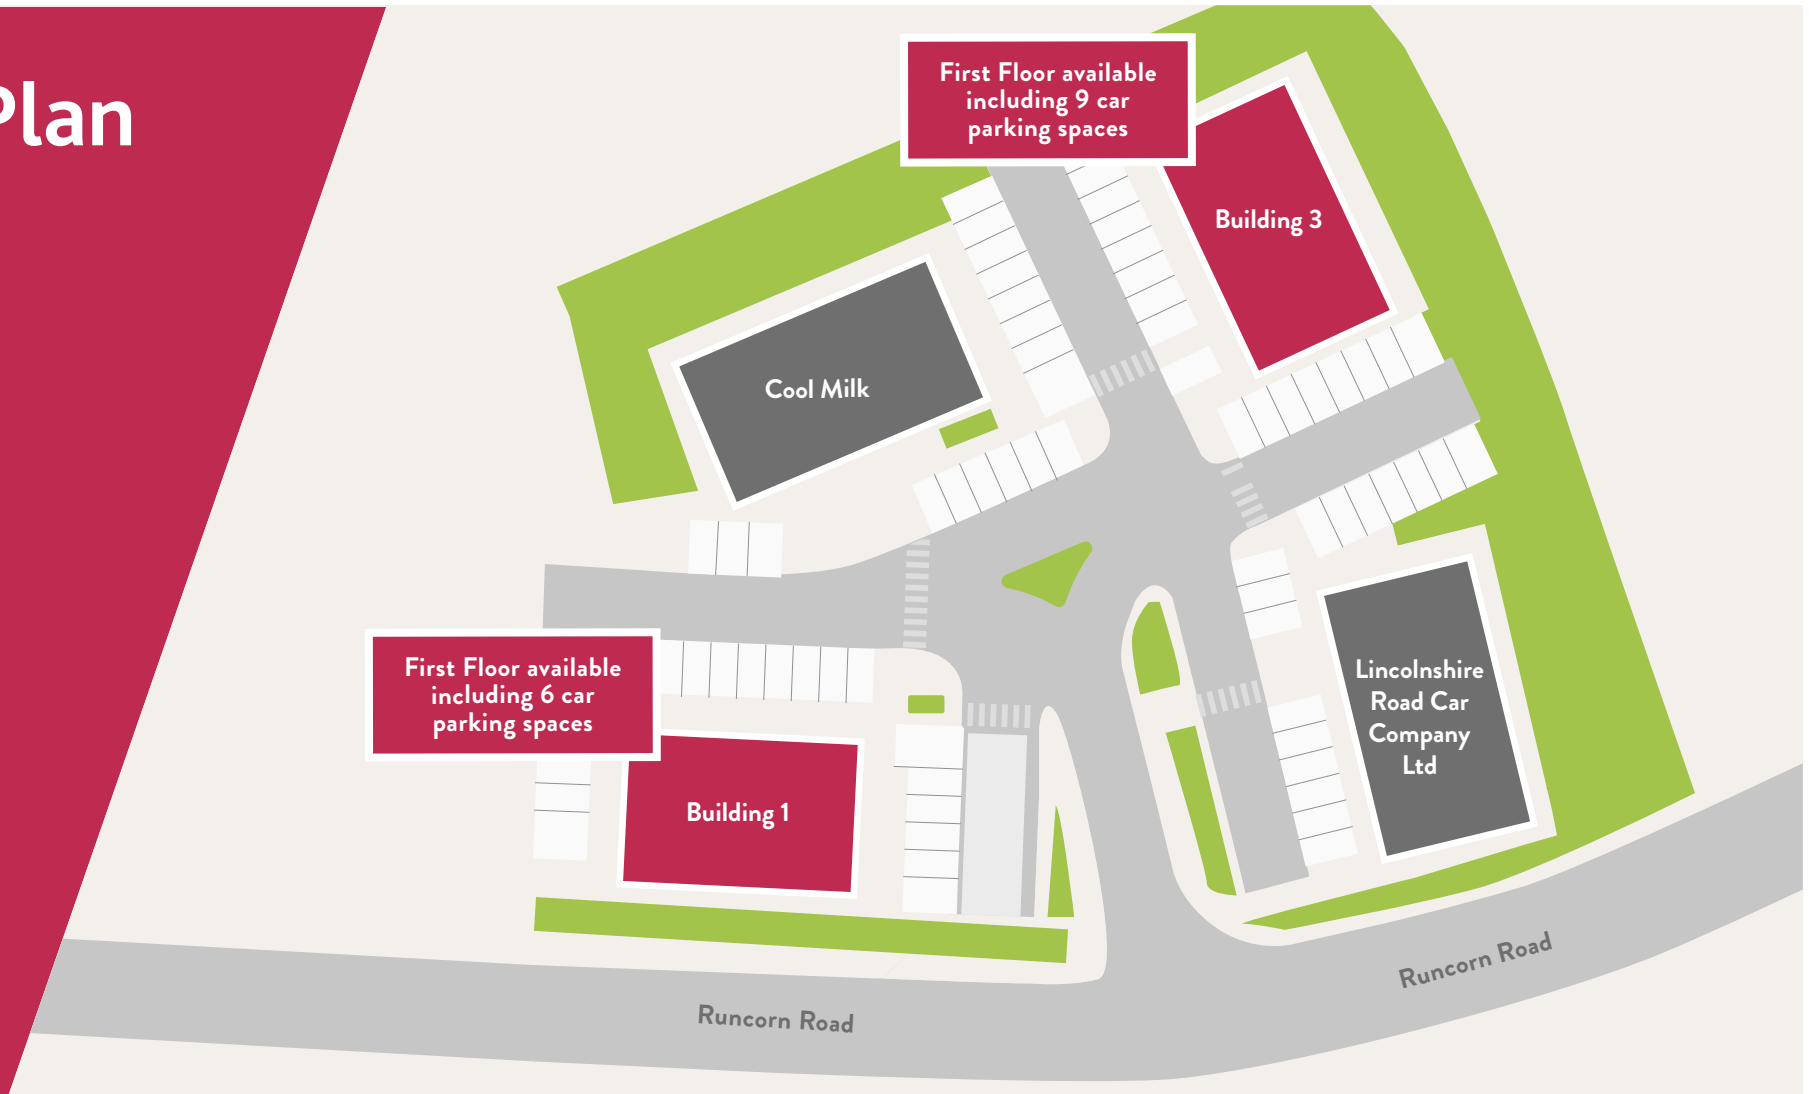 Plan
First Floor available
including 9 car
parking spaces
Building 3
Cool Milk
First Floor available
including 6 car
parking spaces
Building 1
Lincolnshire
Road Car
Company
Ltd
Runcorn Road
Runcorn Road